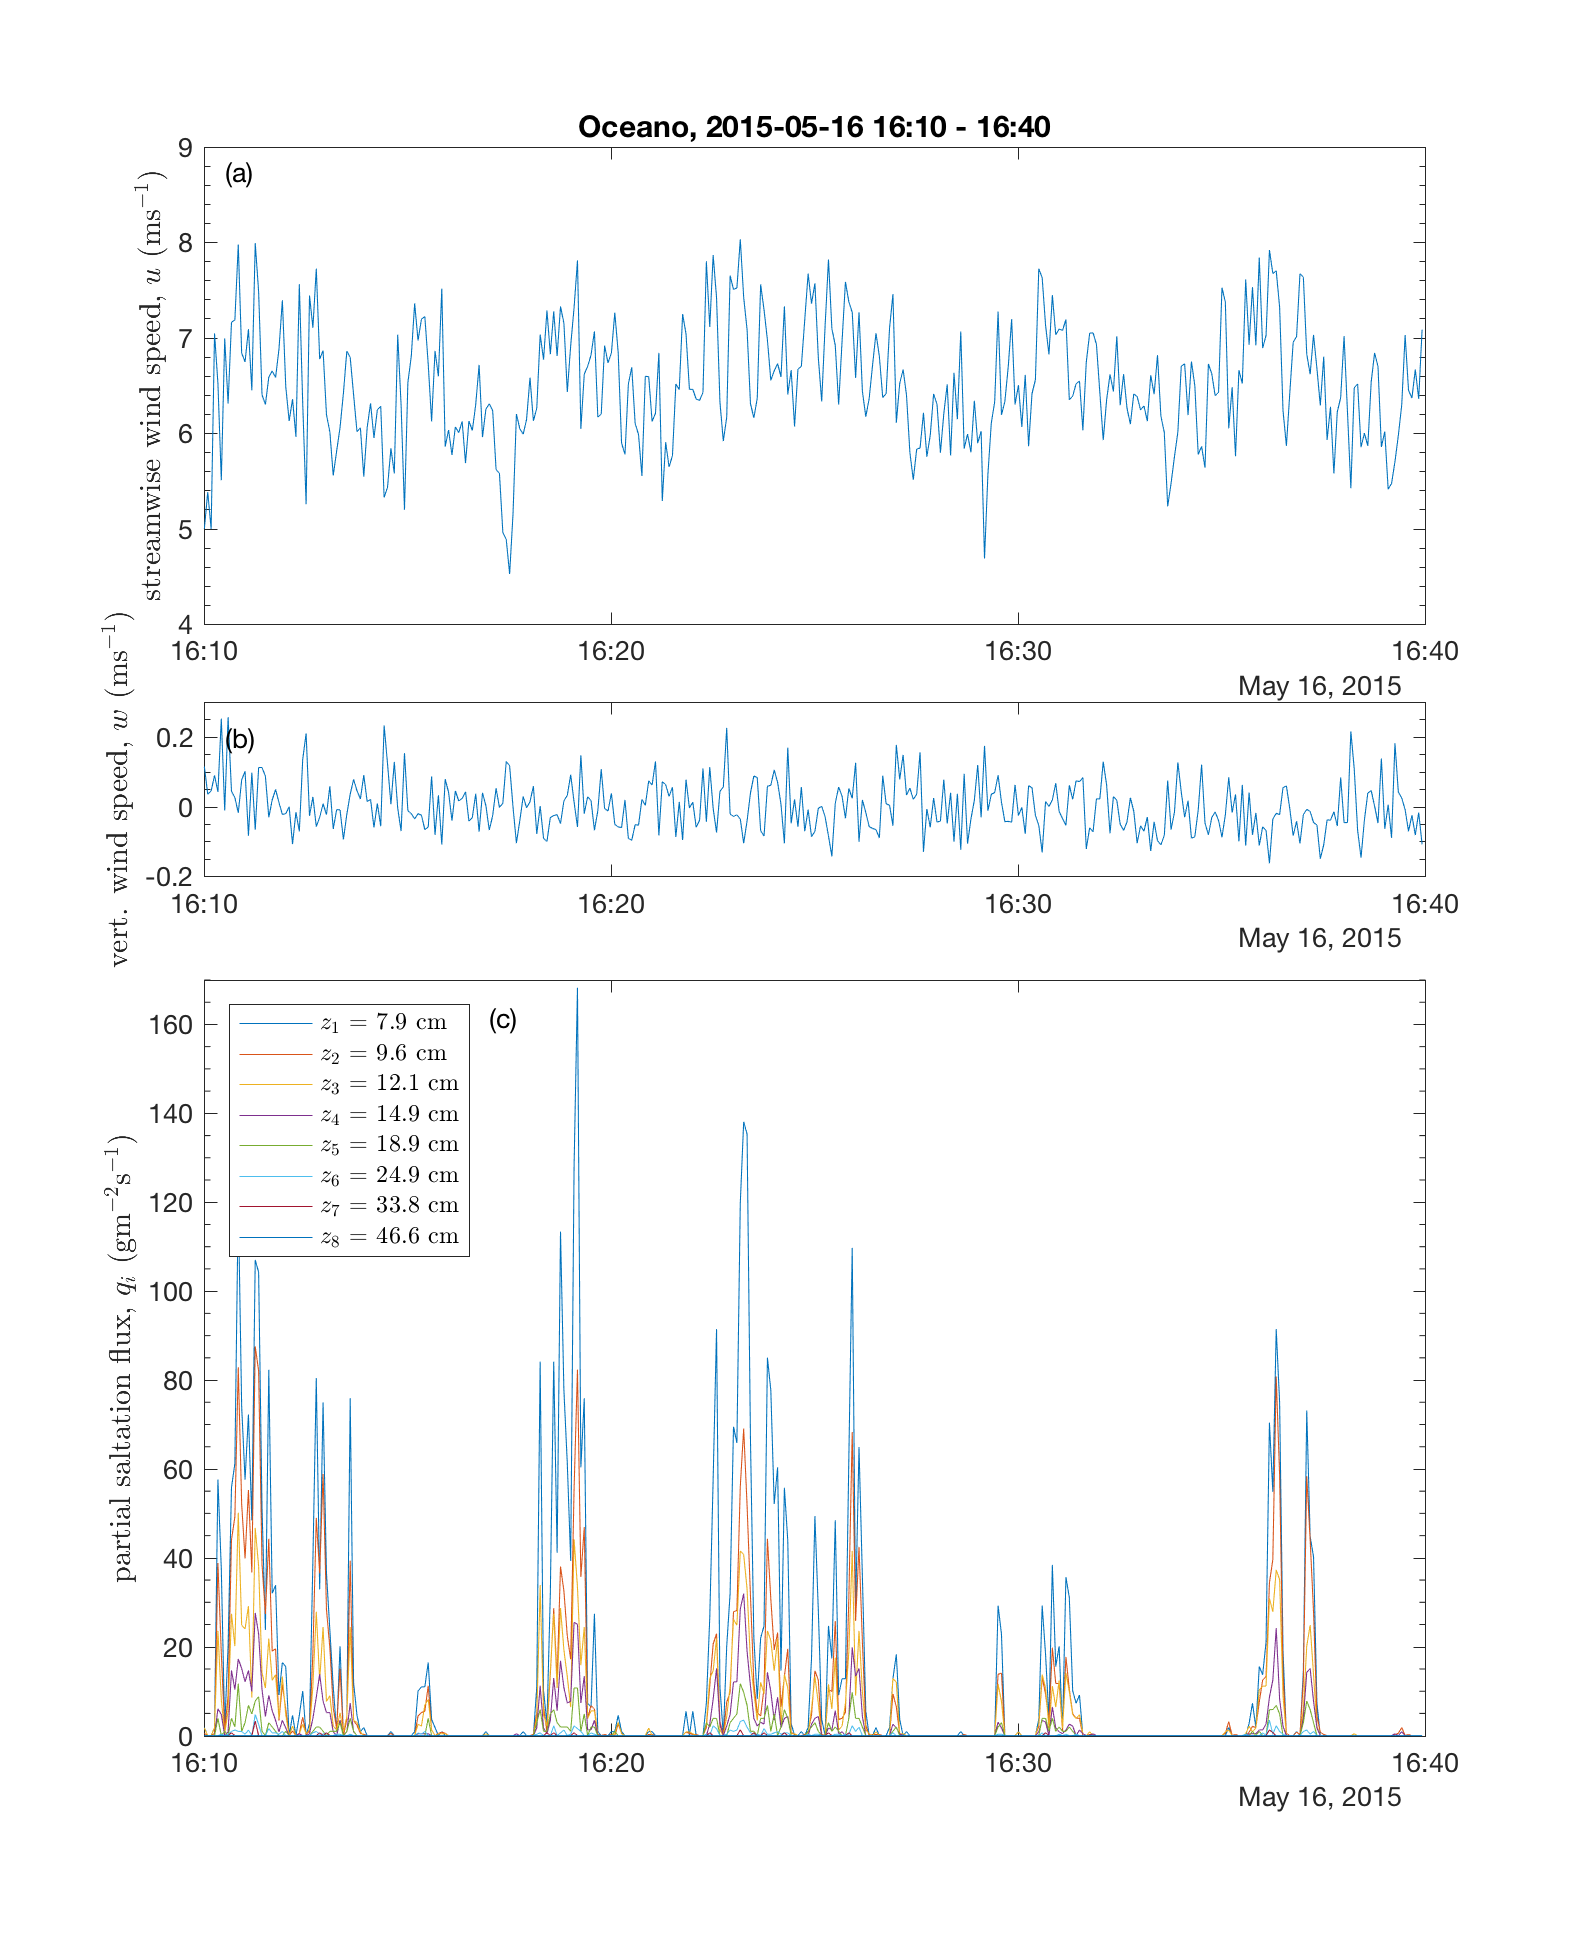 Oceano, 2015-05-16 16:10 - 16:40
(a)
streamwise wind speed, u (ms⁻¹)
9
8
7
6
5
4
16:10 16:20 16:30 16:40
May 16, 2015
(b)
vert. wind speed, w (ms⁻¹)
0.2
0
-0.2
16:10 16:20 16:30 16:40
May 16, 2015
(c)
partial saltation flux, qᵢ (gm⁻²s⁻¹)
160
140
120
100
80
60
40
20
0
z₁ = 7.9 cm
z₂ = 9.6 cm
z₃ = 12.1 cm
z₄ = 14.9 cm
z₅ = 18.9 cm
z₆ = 24.9 cm
z₇ = 33.8 cm
z₈ = 46.6 cm
16:10 16:20 16:30 16:40
May 16, 2015